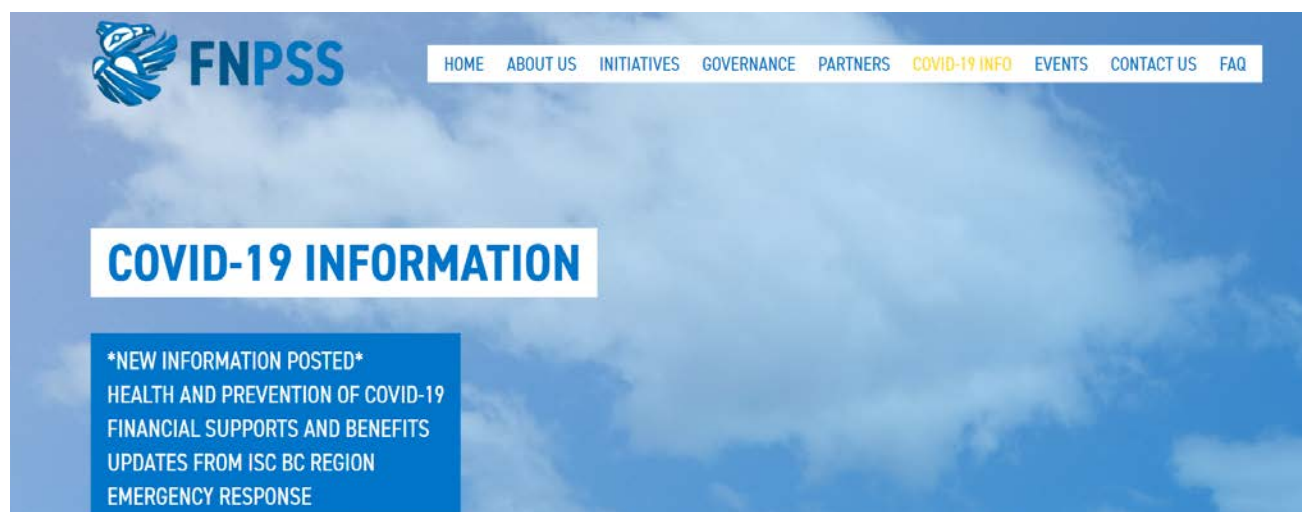 FNPSS
HOME ABOUT US INITIATIVES GOVERNANCE PARTNERS COVID-19 INFO EVENTS CONTACT US FAQ
COVID-19 INFORMATION
*NEW INFORMATION POSTED*
HEALTH AND PREVENTION OF COVID-19
FINANCIAL SUPPORTS AND BENEFITS
UPDATES FROM ISC BC REGION
EMERGENCY RESPONSE